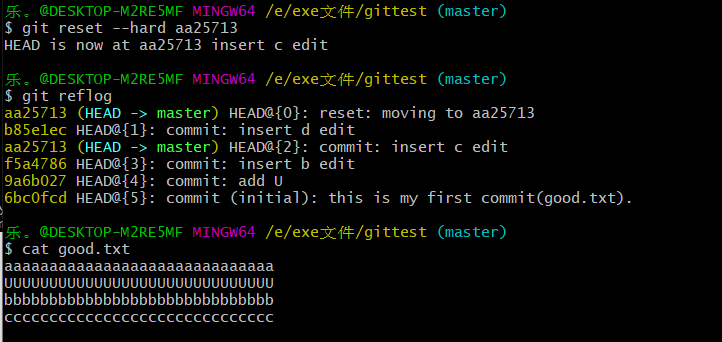 乐。@DESKTOP-M2RE5MF MINGW64 /e/exe文件/gittest (master)
$ git reset --hard aa25713
HEAD is now at aa25713 insert c edit
乐。@DESKTOP-M2RE5MF MINGW64 /e/exe文件/gittest (master)
$ git reflog
aa25713 (HEAD -> master) HEAD@{0}: reset: moving to aa25713
b85e1ec HEAD@{1}: commit: insert d edit
aa25713 (HEAD -> master) HEAD@{2}: commit: insert c edit
f5a4786 HEAD@{3}: commit: insert b edit
9a6b027 HEAD@{4}: commit: add U
6bc0fcd HEAD@{5}: commit (initial): this is my first commit(good.txt).
乐。@DESKTOP-M2RE5MF MINGW64 /e/exe文件/gittest (master)
$ cat good.txt
aaaaaaaaaaaaaaaaaaaaaaaaaaaaaa
UUUUUUUUUUUUUUUUUUUUUUUUUUUUUU
bbbbbbbbbbbbbbbbbbbbbbbbbbbbbb
cccccccccccccccccccccccccccccc